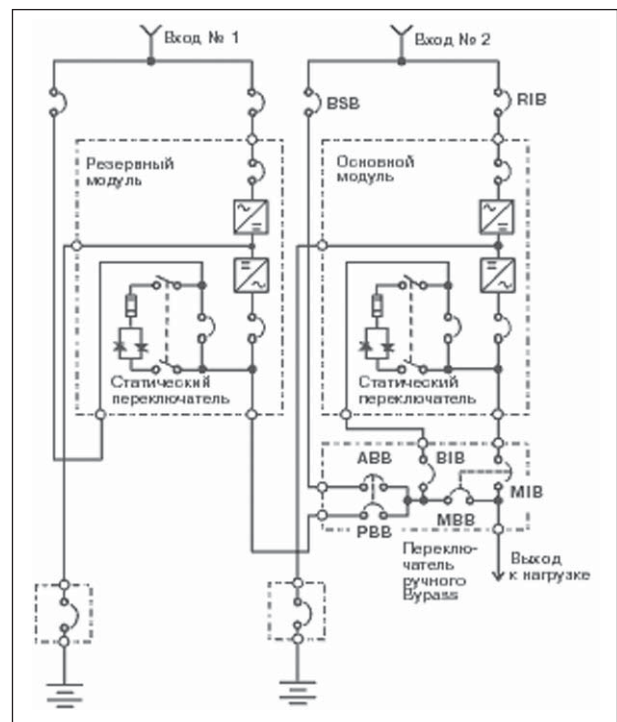 Вход № 1
Вход № 2
BSB
RIB
Резервный
модуль
Основной
модуль
Статический
переключатель
Статический
переключатель
ABB
BIB
MIB
MBB
PBB
Переклю-
чатель
ручного
Bypass
Выход
к нагрузке